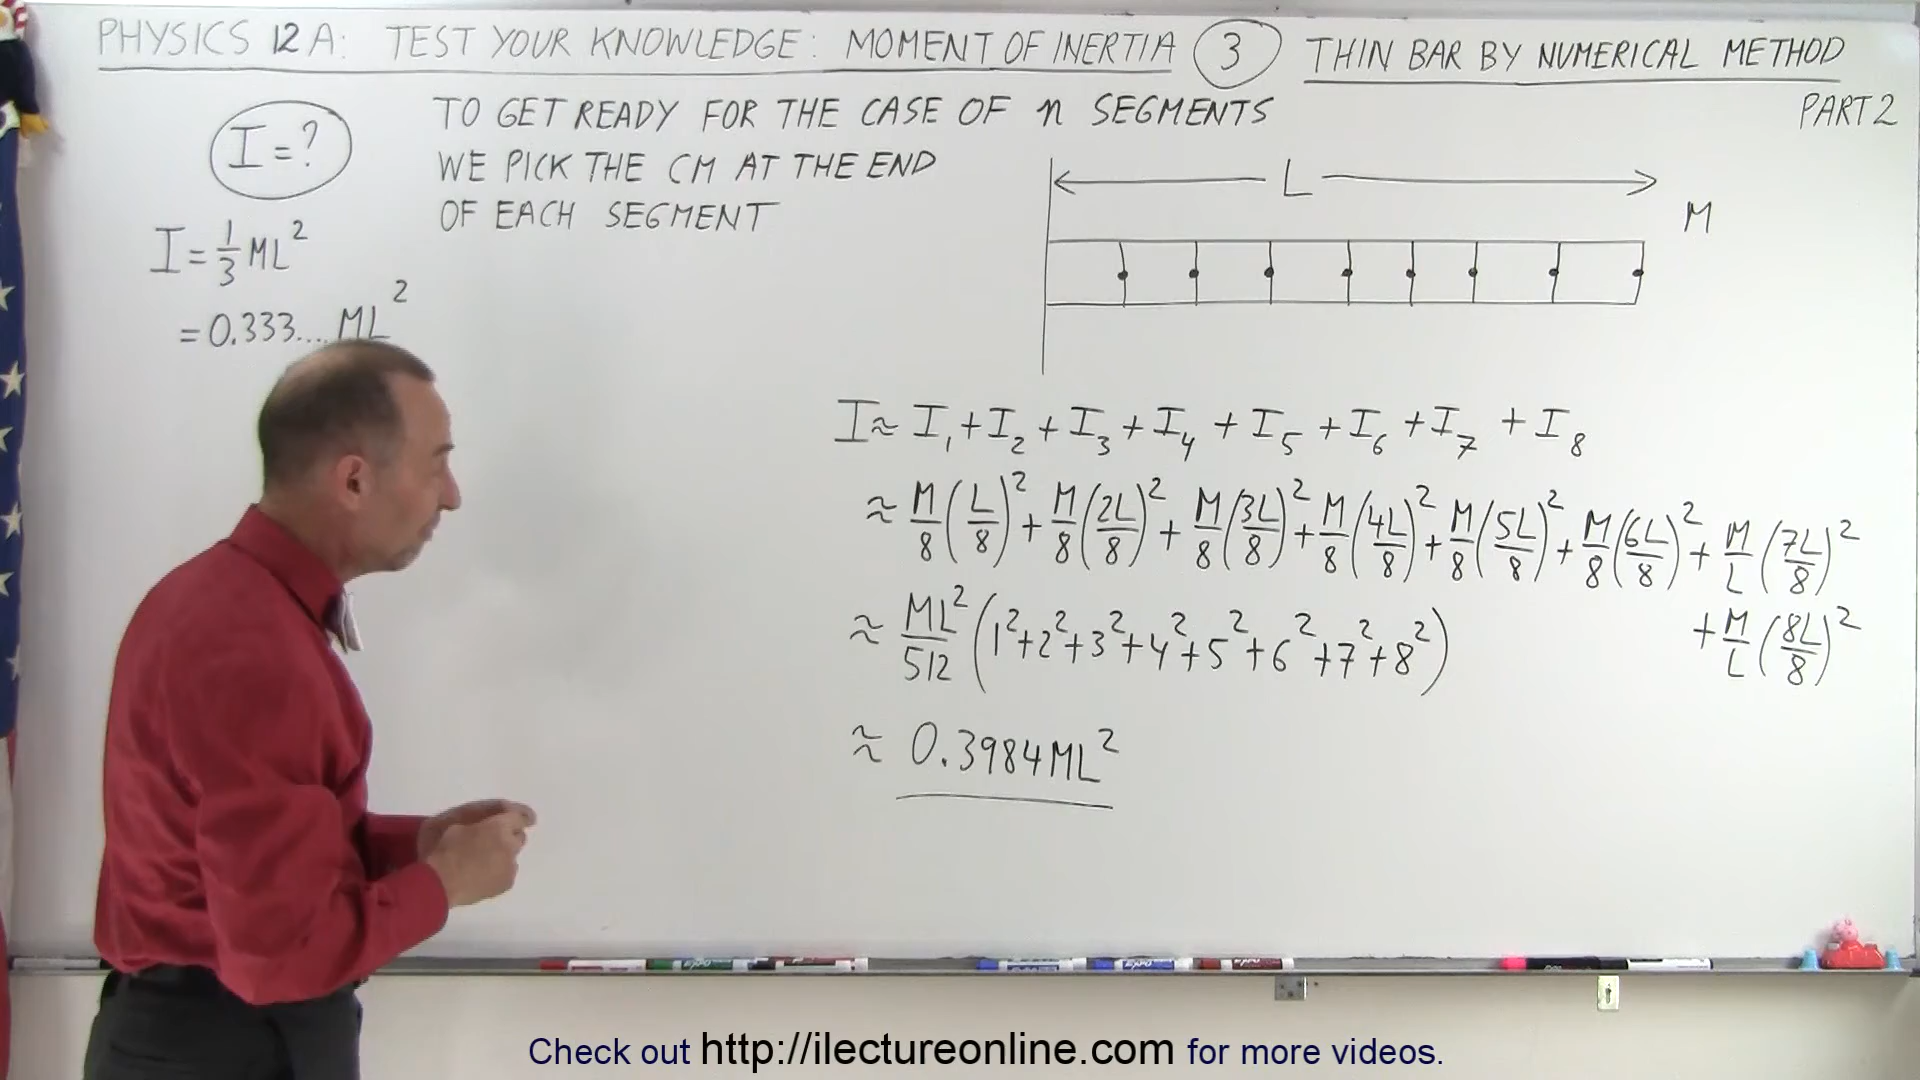 PHYSICS 12A: TEST YOUR KNOWLEDGE: MOMENT OF INERTIA 3 THIN BAR BY NUMERICAL METHOD
PART 2
I = ?
TO GET READY FOR THE CASE OF n SEGMENTS
WE PICK THE CM AT THE END
OF EACH SEGMENT
I = 1/3 ML²
= 0.333.... ML²
L
M
I ≈ I₁ + I₂ + I₃ + I₄ + I₅ + I₆ + I₇ + I₈
≈ M/8 (L/8)² + M/8 (2L/8)² + M/8 (3L/8)² + M/8 (4L/8)² + M/8 (5L/8)² + M/8 (6L/8)² + M/L (7L/8)²
+ M/L (8L/8)²
≈ ML²/512 (1² + 2² + 3² + 4² + 5² + 6² + 7² + 8²)
≈ 0.3984 ML²
Check out http://ilectureonline.com for more videos.